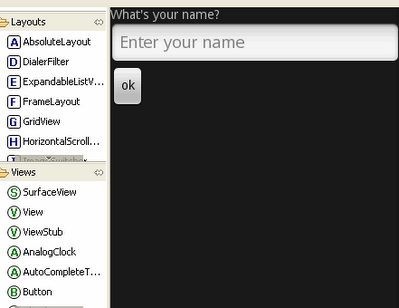 Layouts
AbsoluteLayout
DialerFilter
ExpandableListV...
FrameLayout
GridView
HorizontalScroll...
Views
SurfaceView
View
ViewStub
AnalogClock
AutoCompleteT...
Button
What's your name?
Enter your name
ok